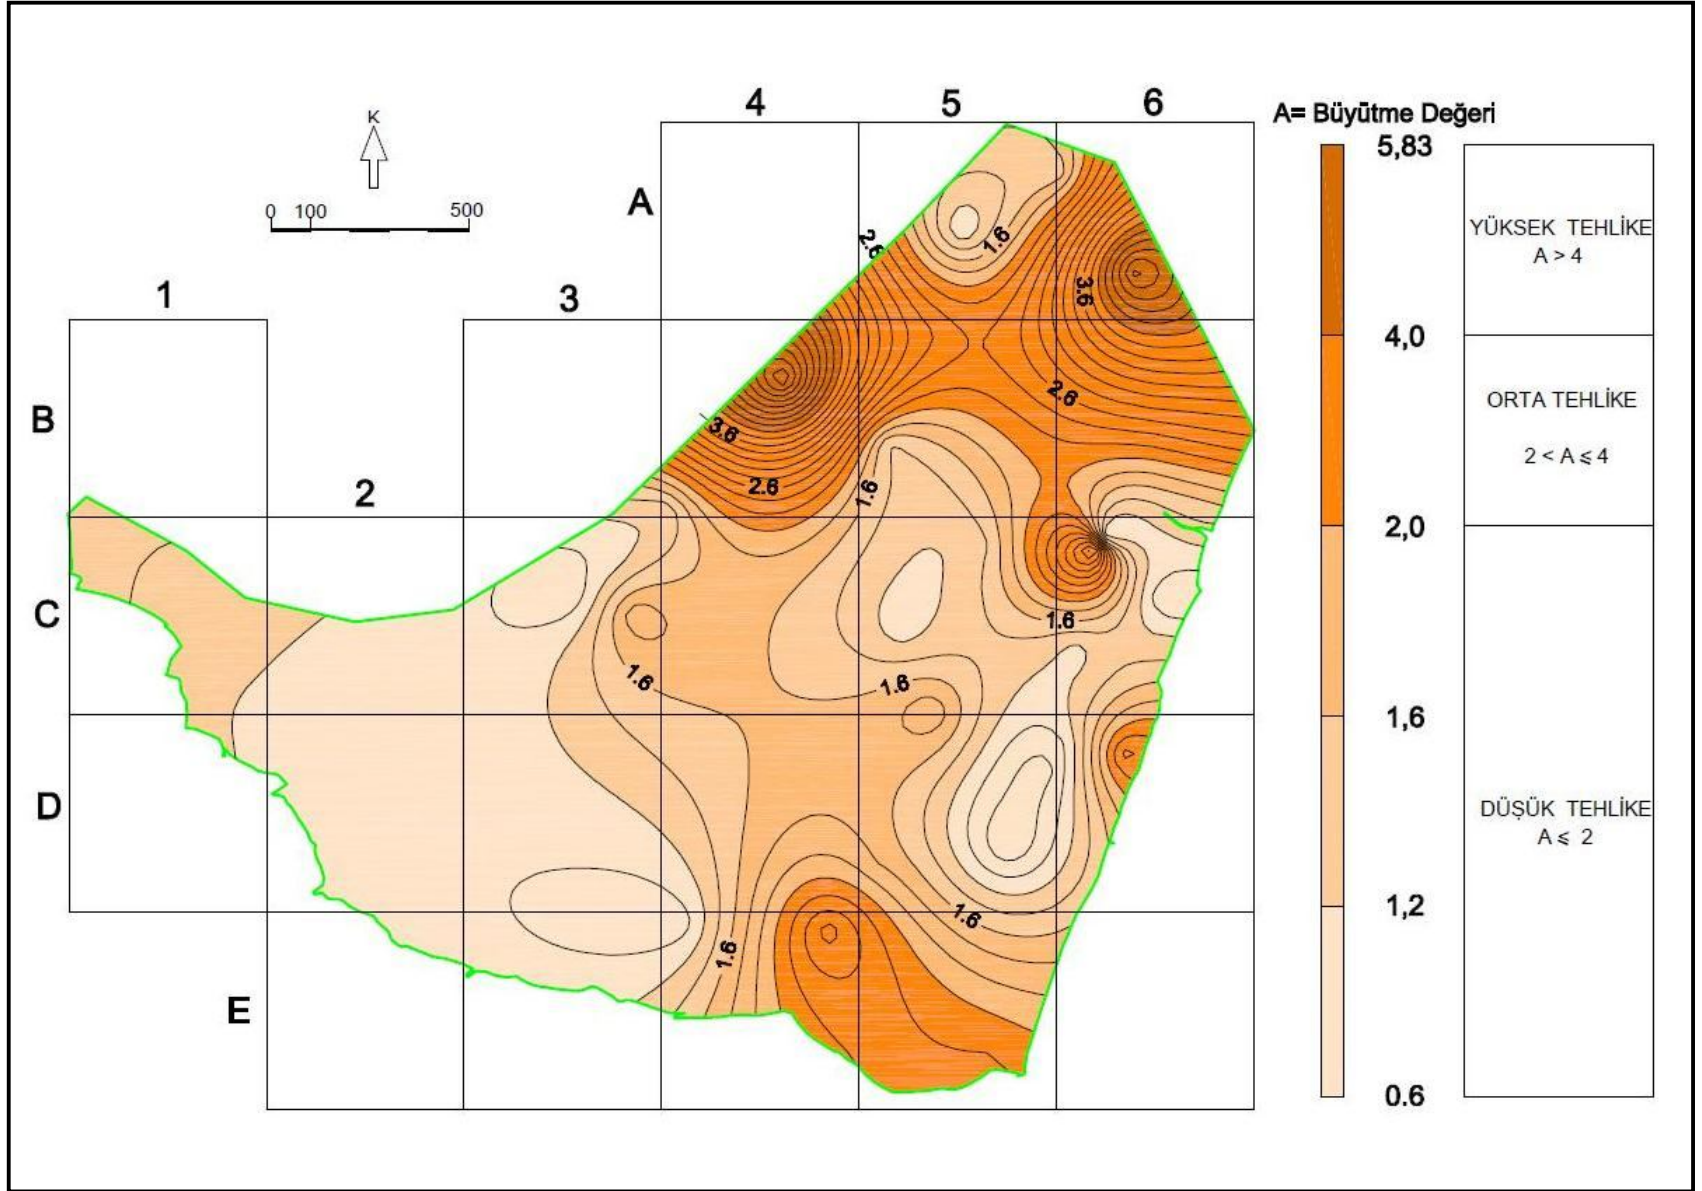 K
0 100 500
4 5 6
A
1 3
B
2
C
D
E
2.6
1.6
3.6
2.6
3.6
2.6
1.6
1.6
1.6
1.6
1.6
1.6
A= Büyütme Değeri
5,83
4,0
2,0
1,6
1,2
0.6
YÜKSEK TEHLİKE
A > 4
ORTA TEHLİKE
2 < A ⩽ 4
DÜŞÜK TEHLİKE
A ⩽ 2